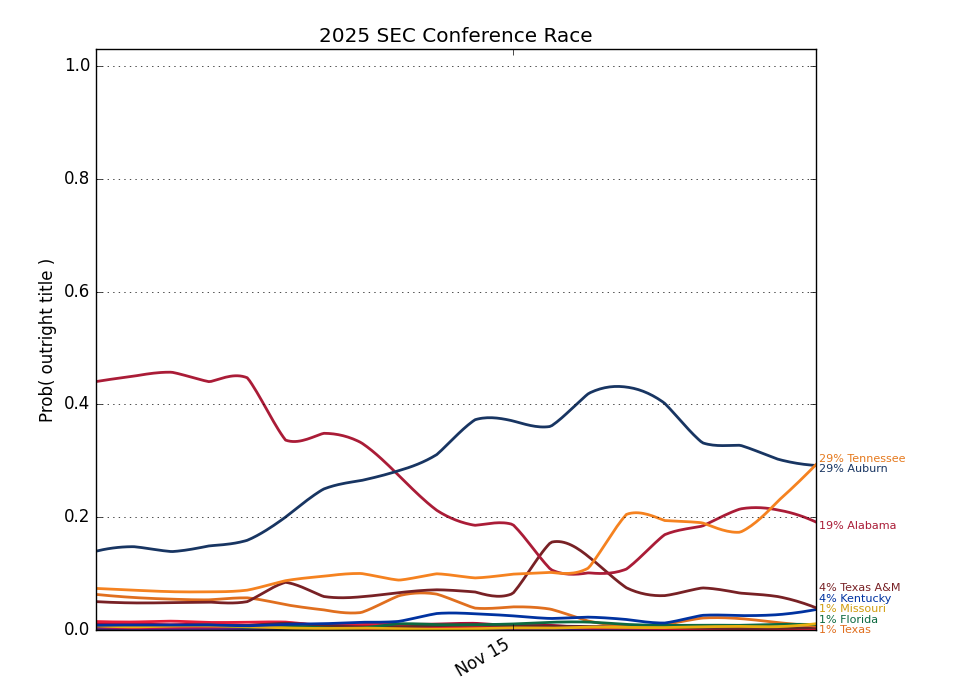 2025 SEC Conference Race
Prob( outright title )
1.0
0.8
0.6
0.4
0.2
0.0
Nov 15
29% Tennessee
29% Auburn
19% Alabama
4% Texas A&M
4% Kentucky
1% Missouri
1% Florida
1% Texas